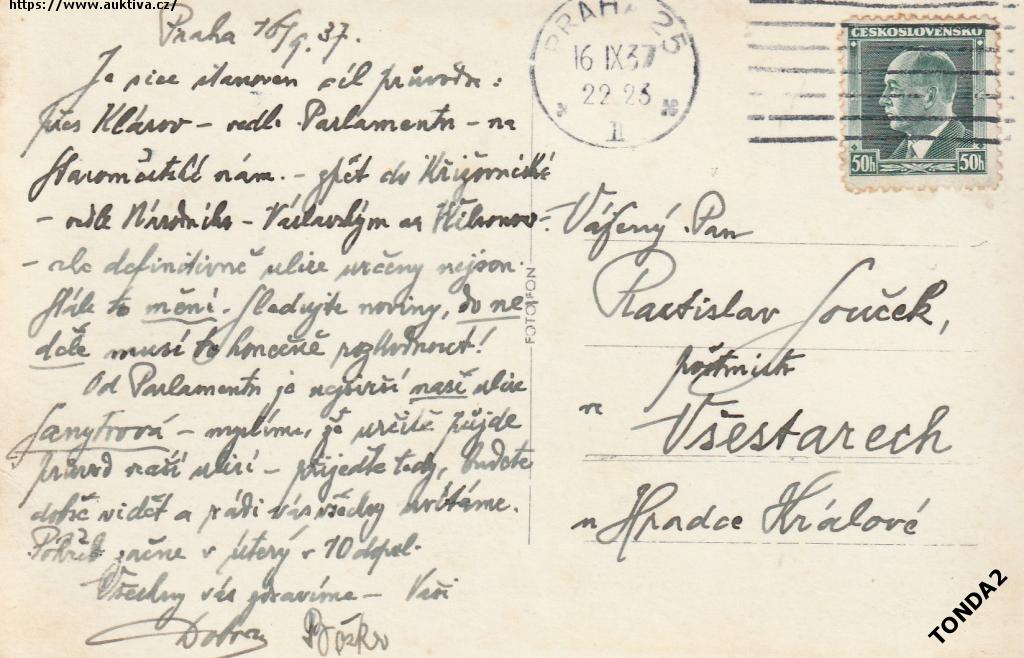 https://www.auktiva.cz/
Praha 16/9. 37.
Je sice stanoven cíl průvodu:
přes Klárov – vedle Parlamentu – na
Staroměstské nám. – zpět do Křižovnické
– vedle Národního – Václavským na Wilsonov.
– ale definitivně ulice určeny nejsou.
Stále to mění. Sledujte noviny, do ne
děle musí to konečně rozhodnout!
Od Parlamentu je nejširší naše ulice
Sanytrová – myslíme, že určitě půjde
průvod naší ulicí – přijeďte tedy, budete
dobře vidět a rádi vás všechny uvítáme.
Pohřeb začne v úterý v 10 dopol.
Všechny vás zdravíme – Vaši
PRAHA 25
16 IX 37
22 23
II
ČESKOSLOVENSKO
50h 50h
FOTOFON
Vážený Pan
Rastislav Souček,
poštmistr
ve
Všestarech
u Hradce Králové
TONDA2